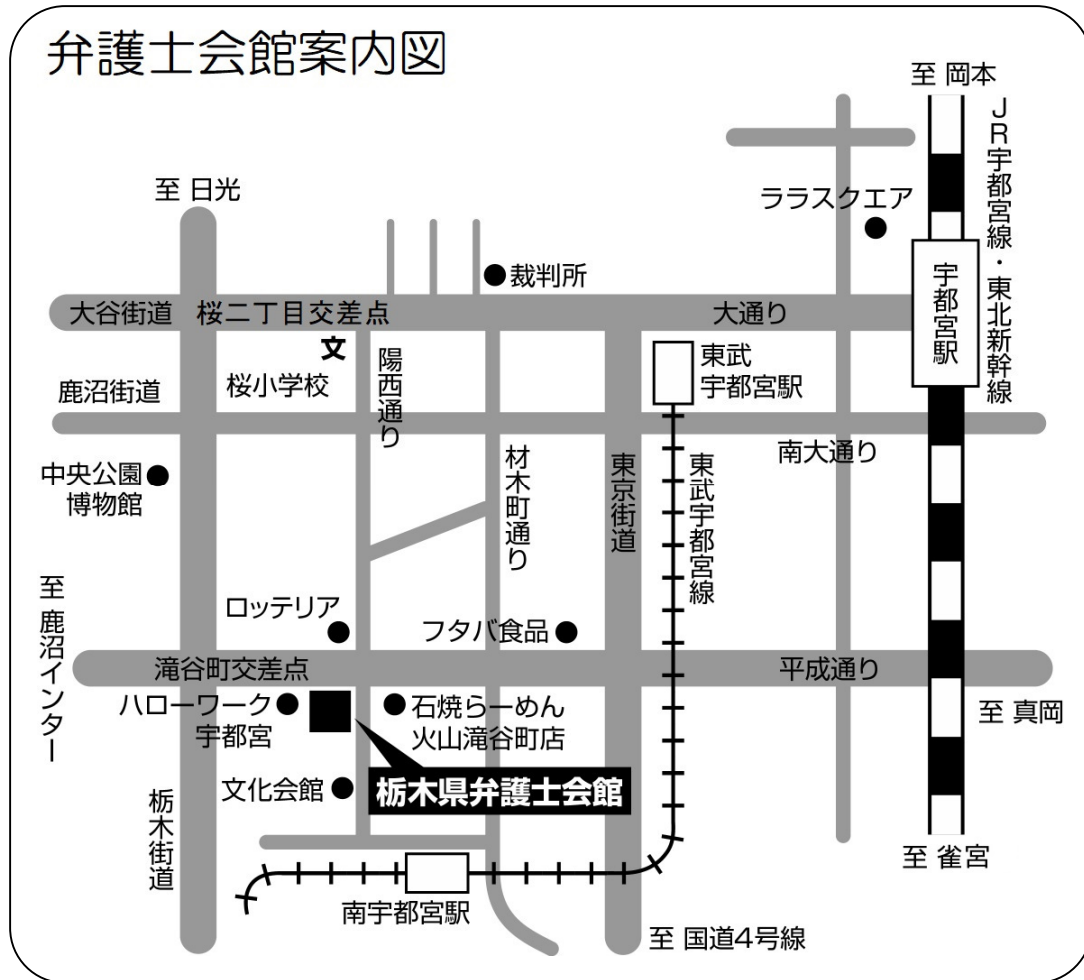 弁護士会館案内図
至 岡本
JR宇都宮線・東北新幹線
至 日光
ララスクエア
裁判所
宇都宮駅
大谷街道
桜二丁目交差点
大通り
文
陽西通り
東武
宇都宮駅
鹿沼街道
桜小学校
南大通り
中央公園
博物館
材木町通り
東京街道
東武宇都宮線
至 鹿沼インター
ロッテリア
フタバ食品
滝谷町交差点
平成通り
ハローワーク
宇都宮
石焼らーめん
火山滝谷町店
至 真岡
文化会館
栃木県弁護士会館
栃木街道
至 雀宮
南宇都宮駅
至 国道4号線